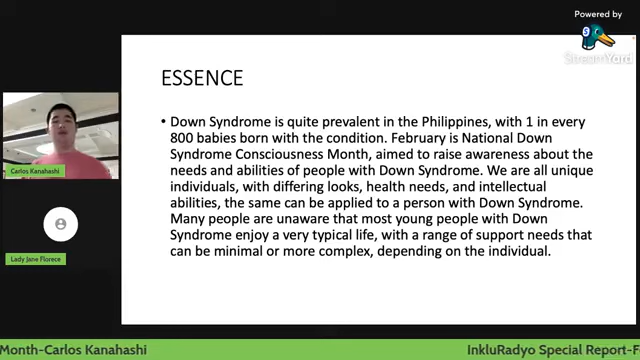 Powered by
StreamYard
ESSENCE
• Down Syndrome is quite prevalent in the Philippines, with 1 in every
800 babies born with the condition. February is National Down
Syndrome Consciousness Month, aimed to raise awareness about the
needs and abilities of people with Down Syndrome. We are all unique
individuals, with differing looks, health needs, and intellectual
abilities, the same can be applied to a person with Down Syndrome.
Many people are unaware that most young people with Down
Syndrome enjoy a very typical life, with a range of support needs that
can be minimal or more complex, depending on the individual.
Carlos Kanahashi
Lady Jane Florece
Month-Carlos Kanahashi
InkluRadyo Special Report-F